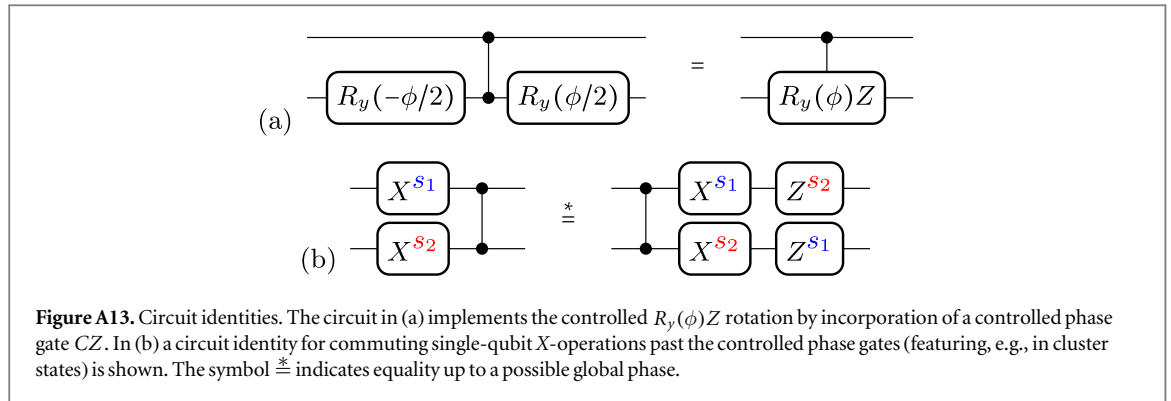 R_y(−ϕ/2) R_y(ϕ/2) = R_y(ϕ)Z
(a)
X^{s_1} X^{s_1} Z^{s_2}
*=
X^{s_2} X^{s_2} Z^{s_1}
(b)
Figure A13. Circuit identities. The circuit in (a) implements the controlled R_y(ϕ)Z rotation by incorporation of a controlled phase
gate CZ. In (b) a circuit identity for commuting single-qubit X-operations past the controlled phase gates (featuring, e.g., in cluster
states) is shown. The symbol *= indicates equality up to a possible global phase.